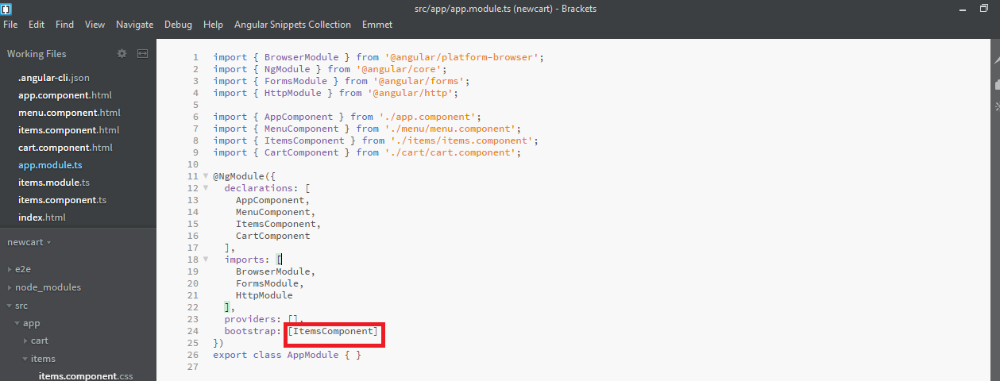 src/app/app.module.ts (newcart) - Brackets
File Edit Find View Navigate Debug Help Angular Snippets Collection Emmet
Working Files
.angular-cli.json
app.component.html
menu.component.html
items.component.html
cart.component.html
app.module.ts
items.module.ts
items.component.ts
index.html
newcart
e2e
node_modules
src
app
cart
items
items.component.css
1 import { BrowserModule } from '@angular/platform-browser';
2 import { NgModule } from '@angular/core';
3 import { FormsModule } from '@angular/forms';
4 import { HttpModule } from '@angular/http';
5
6 import { AppComponent } from './app.component';
7 import { MenuComponent } from './menu/menu.component';
8 import { ItemsComponent } from './items/items.component';
9 import { CartComponent } from './cart/cart.component';
10
11 @NgModule({
12 declarations: [
13 AppComponent,
14 MenuComponent,
15 ItemsComponent,
16 CartComponent
17 ],
18 imports: [
19 BrowserModule,
20 FormsModule,
21 HttpModule
22 ],
23 providers: [],
24 bootstrap: [ItemsComponent]
25 })
26 export class AppModule { }
27